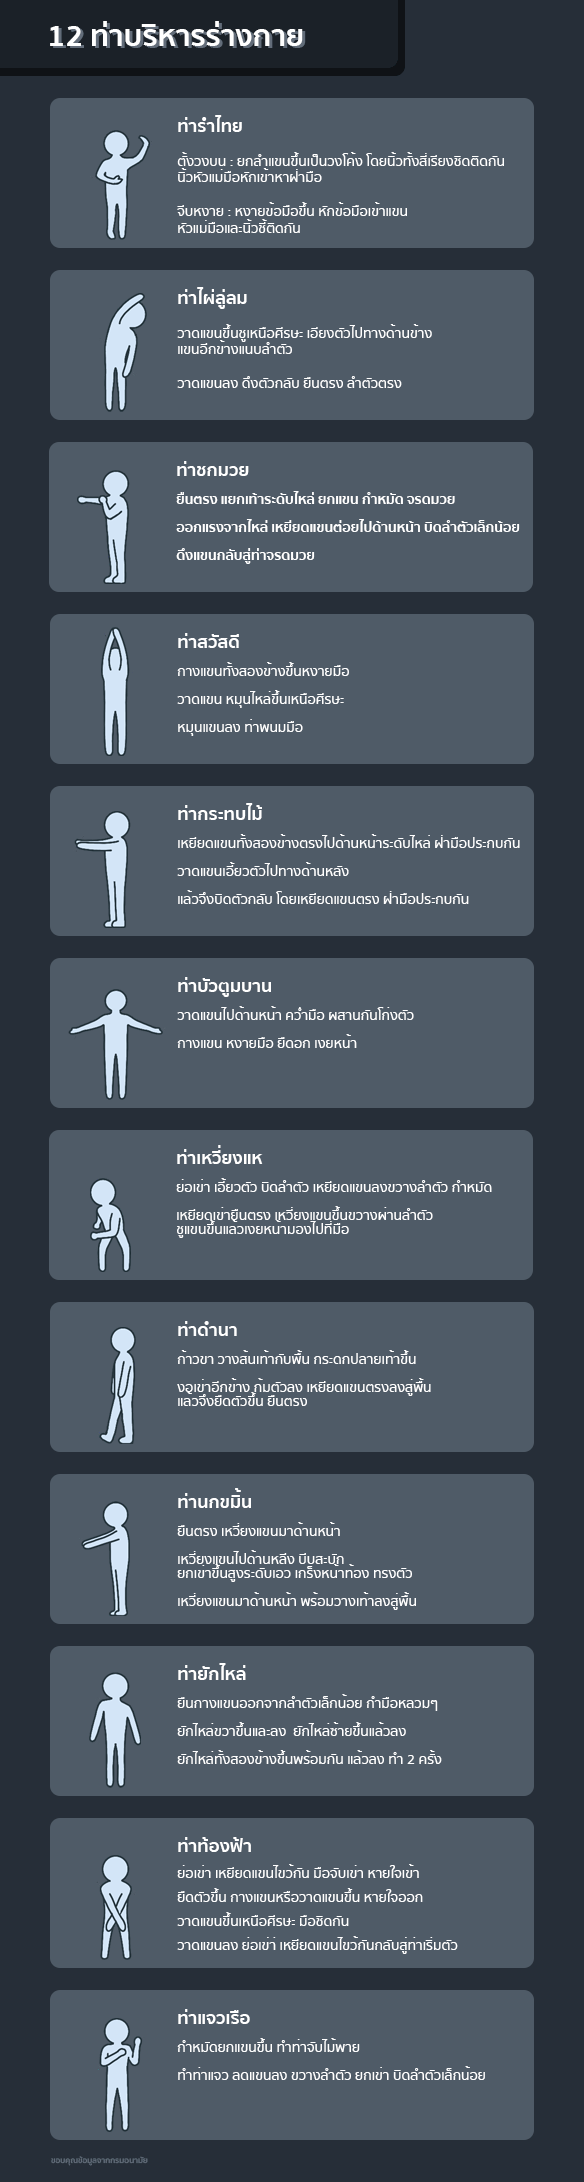 12 ท่าบริหารร่างกาย
ท่ารำไทย
ตั้งวงบน : ยกลำแขนขึ้นเป็นวงโค้ง โดยนิ้วทั้งสี่เรียงชิดติดกัน
นิ้วหัวแม่มือหักเข้าหาฝ่ามือ
จีบหงาย : หงายข้อมือขึ้น หักข้อมือเข้าแขน
หัวแม่มือและนิ้วชี้ติดกัน
ท่าไผ่ลู่ลม
วาดแขนขึ้นชูเหนือศีรษะ เอียงตัวไปทางด้านข้าง
แขนอีกข้างแนบลำตัว
วาดแขนลง ดึงตัวกลับ ยืนตรง ลำตัวตรง
ท่าชกมวย
ยืนตรง แยกเท้าระดับไหล่ ยกแขน กำหมัด จรดมวย
ออกแรงจากไหล่ เหยียดแขนต่อยไปด้านหน้า บิดลำตัวเล็กน้อย
ดึงแขนกลับสู่ท่าจรดมวย
ท่าสวัสดี
กางแขนทั้งสองข้างขึ้นหงายมือ
วาดแขน หมุนไหล่ขึ้นเหนือศีรษะ
หมุนแขนลง ท่าพนมมือ
ท่ากระทบไม้
เหยียดแขนทั้งสองข้างตรงไปด้านหน้าระดับไหล่ ฝ่ามือประกบกัน
วาดแขนเอี้ยวตัวไปทางด้านหลัง
แล้วจึงบิดตัวกลับ โดยเหยียดแขนตรง ฝ่ามือประกบกัน
ท่าบัวตูมบาน
วาดแขนไปด้านหน้า คว่ำมือ ผสานกันโก่งตัว
กางแขน หงายมือ ยืดอก เงยหน้า
ท่าเหวี่ยงแห
ย่อเข่า เอี้ยวตัว บิดลำตัว เหยียดแขนลงขวางลำตัว กำหมัด
เหยียดเข่ายืนตรง เหวี่ยงแขนขึ้นขวางผ่านลำตัว
ชูแขนขึ้นแล้วเงยหน้ามองไปที่มือ
ท่าดำนา
ก้าวขา วางส้นเท้ากับพื้น กระดกปลายเท้าขึ้น
งอเข่าอีกข้าง ก้มตัวลง เหยียดแขนตรงลงสู่พื้น
แล้วจึงยืดตัวขึ้น ยืนตรง
ท่านกขมิ้น
ยืนตรง เหวี่ยงแขนมาด้านหน้า
เหวี่ยงแขนไปด้านหลัง บีบสะบัก
ยกเข่าขึ้นสูงระดับเอว เกร็งหน้าท้อง ทรงตัว
เหวี่ยงแขนมาด้านหน้า พร้อมวางเท้าลงสู่พื้น
ท่ายักไหล่
ยืนกางแขนออกจากลำตัวเล็กน้อย กำมือหลวมๆ
ยักไหล่ขวาขึ้นและลง ยักไหล่ซ้ายขึ้นแล้วลง
ยักไหล่ทั้งสองข้างขึ้นพร้อมกัน แล้วลง ทำ 2 ครั้ง
ท่าท้องฟ้า
ย่อเข่า เหยียดแขนไขว้กัน มือจับเข่า หายใจเข้า
ยืดตัวขึ้น กางแขนหรือวาดแขนขึ้น หายใจออก
วาดแขนขึ้นเหนือศีรษะ มือชิดกัน
วาดแขนลง ย่อเข่า เหยียดแขนไขว้กันกลับสู่ท่าเริ่มตัว
ท่าแจวเรือ
กำหมัดยกแขนขึ้น ทำท่าจับไม้พาย
ทำท่าแจว ลดแขนลง ขวางลำตัว ยกเข่า บิดลำตัวเล็กน้อย
ขอบคุณข้อมูลจากกรมอนามัย